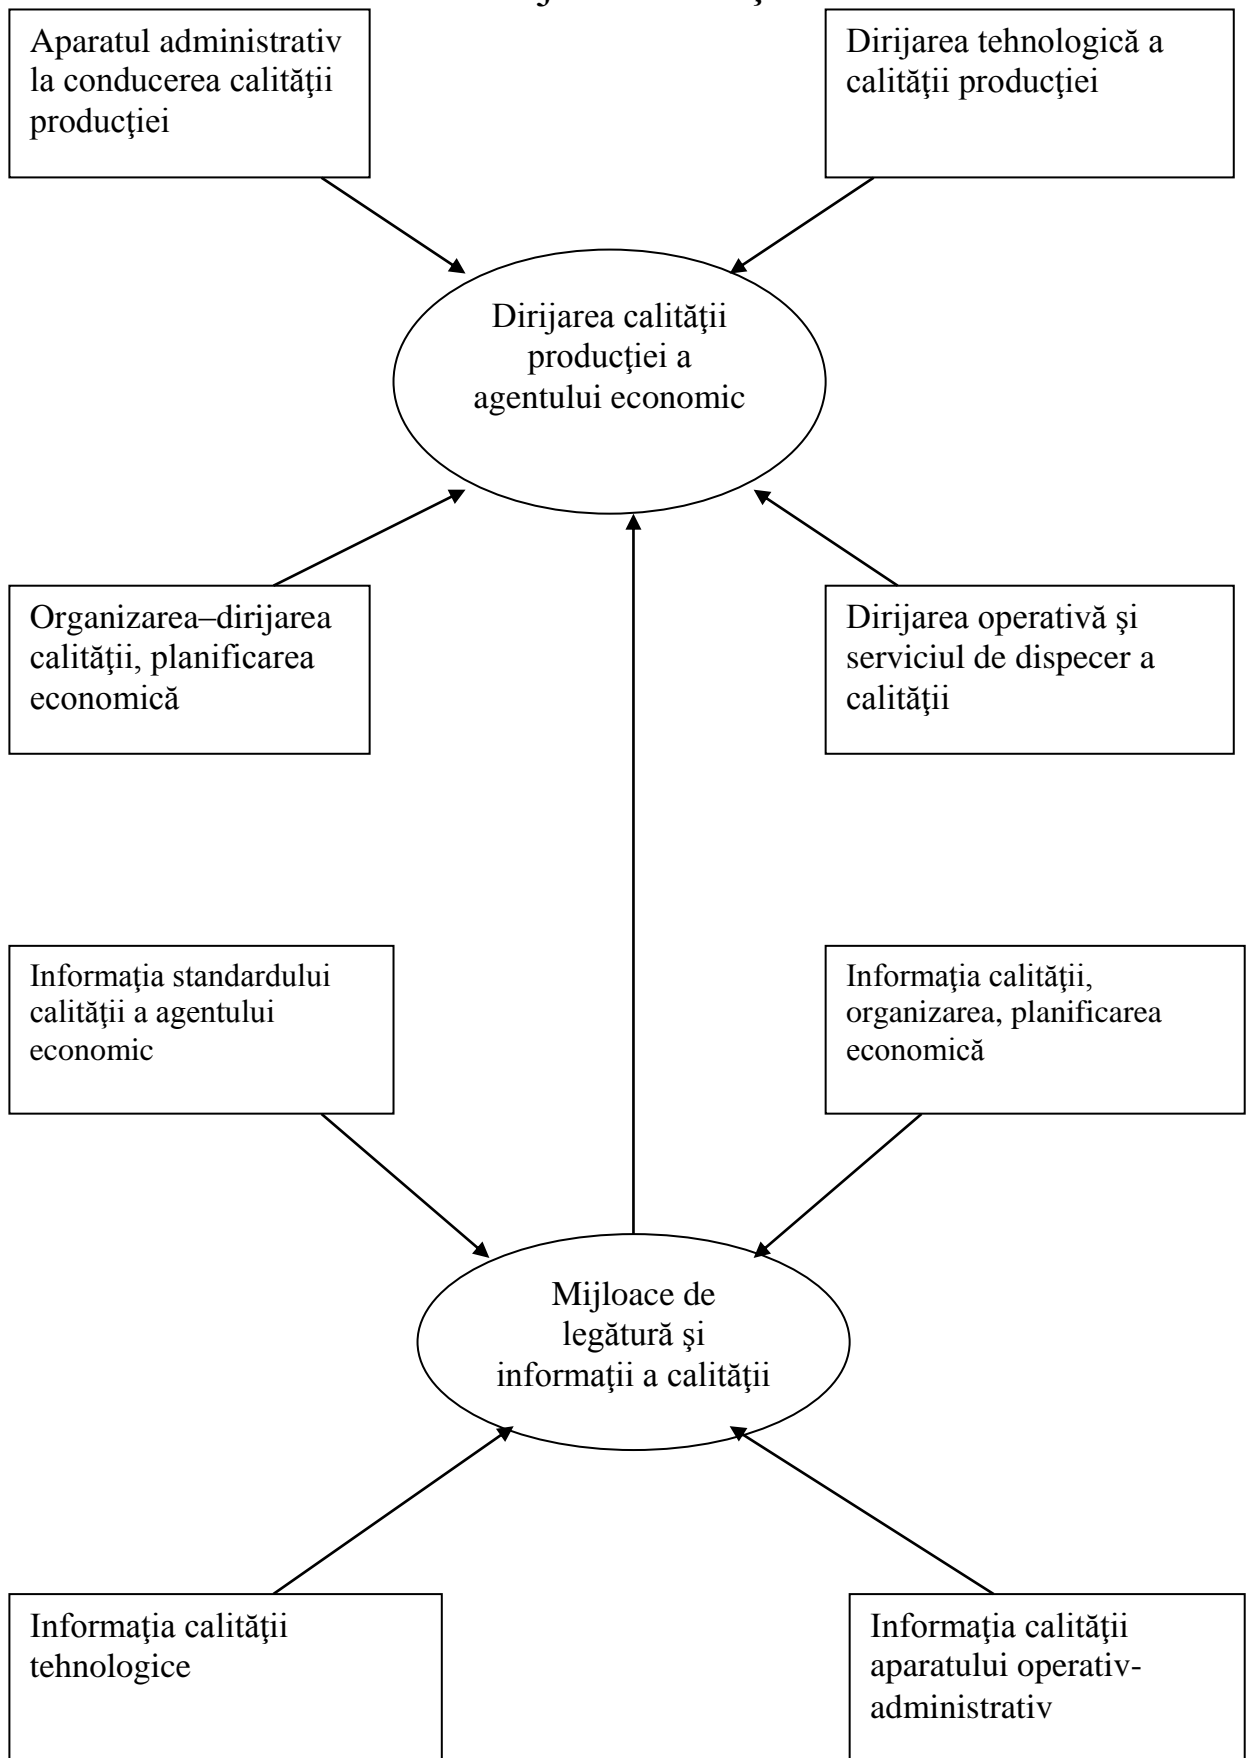 Aparatul administrativ
la conducerea calităţii
producţiei
Dirijarea tehnologică a
calităţii producţiei
Dirijarea calităţii
producţiei a
agentului economic
Organizarea–dirijarea
calităţii, planificarea
economică
Dirijarea operativă şi
serviciul de dispecer a
calităţii
Informaţia standardului
calităţii a agentului
economic
Informaţia calităţii,
organizarea, planificarea
economică
Mijloace de
legătură şi
informaţii a calităţii
Informaţia calităţii
tehnologice
Informaţia calităţii
aparatului operativ-
administrativ